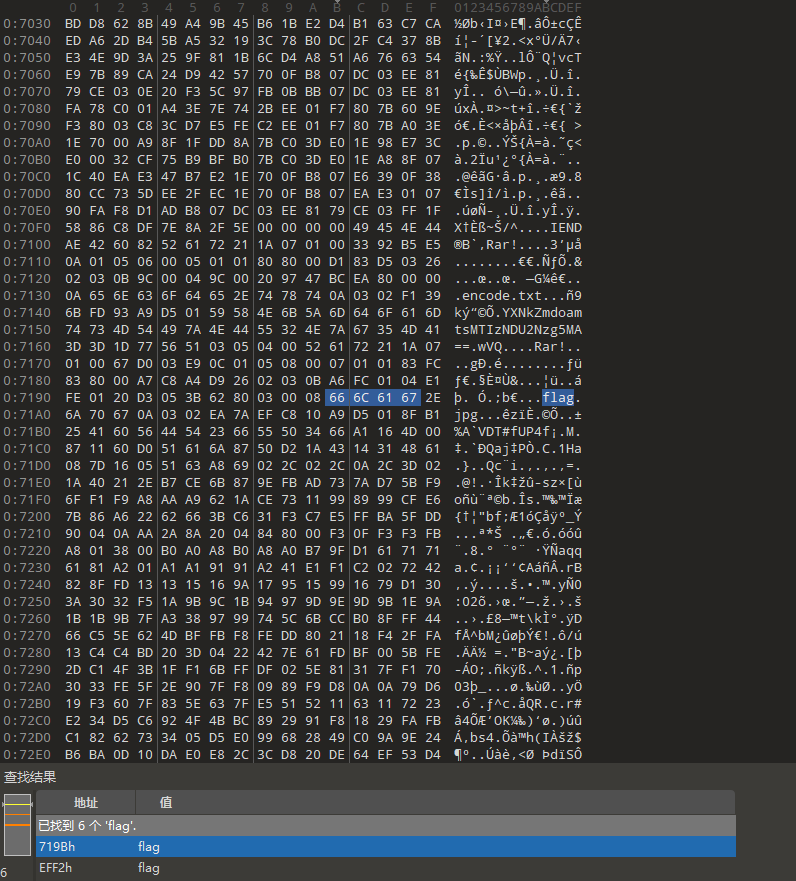 0 1 2 3 4 5 6 7 8 9 A B C D E F 0123456789ABCDEF
0:7030 BD D8 62 8B 49 A4 9B 45 B6 1B E2 D4 B1 63 C7 CA ½Øb‹I¤›E¶.âÔ±cÇÊ
0:7040 ED A6 2D B4 5B A5 32 19 3C 78 B0 DC 2F C4 37 8B í¦-´[¥2.<x°Ü/Ä7‹
0:7050 E3 4E 9D 3A 25 9F 81 1B 6C D4 A8 51 A6 76 63 54 ãN.:%Ÿ..lÔ¨Q¦vcT
0:7060 E9 7B 89 CA 24 D9 42 57 70 0F B8 07 DC 03 EE 81 é{‰Ê$ÙBWp.¸.Ü.î.
0:7070 79 CE 03 0E 20 F3 5C 97 FB 0B BB 07 DC 03 EE 81 yÎ.. ó\—û.».Ü.î.
0:7080 FA 78 C0 01 A4 3E 7E 74 2B EE 01 F7 80 7B 60 9E úxÀ.¤>~t+î.÷€{`ž
0:7090 F3 80 03 C8 3C D7 E5 FE C2 EE 01 F7 80 7B A0 3E ó€.È<×åþÂî.÷€{ >
0:70A0 1E 70 00 A9 8F 1F DD 8A 7B C0 3D E0 1E 98 E7 3C .p.©..ÝŠ{À=à.˜ç<
0:70B0 E0 00 32 CF 75 B9 BF B0 7B C0 3D E0 1E A8 8F 07 à.2Ïu¹¿°{À=à.¨..
0:70C0 1C 40 EA E3 47 B7 E2 1E 70 0F B8 07 E6 39 0F 38 .@êãG·â.p.¸.æ9.8
0:70D0 80 CC 73 5D EE 2F EC 1E 70 0F B8 07 EA E3 01 07 €Ìs]î/ì.p.¸.êã..
0:70E0 90 FA F8 D1 AD B8 07 DC 03 EE 81 79 CE 03 FF 1F .úøÑ-¸.Ü.î.yÎ.ÿ.
0:70F0 58 86 C8 DF 7E 8A 2F 5E 00 00 00 00 49 45 4E 44 X†Èß~Š/^....IEND
0:7100 AE 42 60 82 52 61 72 21 1A 07 01 00 33 92 B5 E5 ®B`‚Rar!....3’µå
0:7110 0A 01 05 06 00 05 01 01 80 80 00 D1 83 D5 03 26 ........€€.ÑƒÕ.&
0:7120 02 03 0B 9C 00 04 9C 00 20 97 47 BC EA 80 00 00 ...œ..œ. —G¼ê€..
0:7130 0A 65 6E 63 6F 64 65 2E 74 78 74 0A 03 02 F1 39 .encode.txt...ñ9
0:7140 6B FD 93 A9 D5 01 59 58 4E 6B 5A 6D 64 6F 61 6D ký“©Õ.YXNkZmdoam
0:7150 74 73 4D 54 49 7A 4E 44 55 32 4E 7A 67 35 4D 41 tsMTIzNDU2Nzg5MA
0:7160 3D 3D 1D 77 56 51 03 05 04 00 52 61 72 21 1A 07 ==.wVQ....Rar!..
0:7170 01 00 67 D0 03 E9 0C 01 05 08 00 07 01 01 83 FC ..gÐ.é........ƒü
0:7180 83 80 00 A7 C8 A4 D9 26 02 03 0B A6 FC 01 04 E1 ƒ€.§È¤Ù&...¦ü..á
0:7190 FE 01 20 D3 05 3B 62 80 03 00 08 66 6C 61 67 2E þ. Ó.;b€...flag.
0:71A0 6A 70 67 0A 03 02 EA 7A EF C8 10 A9 D5 01 8F B1 jpg...êzïÈ.©Õ..±
0:71B0 25 41 60 56 44 54 23 66 55 50 34 66 A1 16 4D 00 %A`VDT#fUP4f¡.M.
0:71C0 87 11 60 D0 51 61 6A 87 50 D2 1A 43 14 31 48 61 ‡.`ÐQaj‡PÒ.C.1Ha
0:71D0 08 7D 16 05 51 63 A8 69 02 2C 02 2C 0A 2C 3D 02 .}..Qc¨i.,.,.,=.
0:71E0 1A 40 21 2E B7 CE 6B 87 9E FB AD 73 7A D7 5B F9 .@!.·Îk‡žû-sz×[ù
0:71F0 6F F1 F9 A8 AA A9 62 1A CE 73 11 99 89 99 CF E6 oñù¨ª©b.Îs.™‰™Ïæ
0:7200 7B 86 A6 22 62 66 3B C6 31 F3 C7 E5 FF BA 5F DD {†¦"bf;Æ1óÇåÿº_Ý
0:7210 90 04 0A AA 2A 8A 20 04 84 80 00 F3 0F F3 F3 FB ...ª*Š .„€.ó.óóû
0:7220 A8 01 38 00 B0 A0 A8 B0 A8 A0 B7 9F D1 61 71 71 ¨.8.° ¨°¨ ·ŸÑaqq
0:7230 61 81 A2 01 A1 A1 91 91 A2 41 E1 F1 C2 02 72 42 a.¢.¡¡‘‘¢AáñÂ.rB
0:7240 82 8F FD 13 13 15 16 9A 17 95 15 99 16 79 D1 30 ‚.ý....š.•.™.yÑ0
0:7250 3A 30 32 F5 1A 9B 9C 1B 94 97 9D 9E 9D 9B 1E 9A :02õ.›œ.”—.ž.›.š
0:7260 1B 1B 9B 7F A3 38 97 99 74 5C 6B CC B0 8F FF 44 ..›.£8—™t\kÌ°.ÿD
0:7270 66 C5 5E 62 4D BF FB F8 FE DD 80 21 18 F4 2F FA fÅ^bM¿ûøþÝ€!.ô/ú
0:7280 13 C4 C4 BD 20 3D 04 22 42 7E 61 FD BF 00 5B FE .ÄÄ½ =."B~aý¿.[þ
0:7290 2D C1 4F 3B 1F F1 6B FF DF 02 5E 81 31 7F F1 70 -ÁO;.ñkÿß.^.1.ñp
0:72A0 30 33 FE 5F 2E 90 7F F8 09 89 F9 D8 0A 0A 79 D6 03þ_...ø.‰ùØ..yÖ
0:72B0 19 F3 60 7F 83 5E 63 7F E5 51 52 11 63 11 72 23 .ó`.ƒ^c.åQR.c.r#
0:72C0 E2 34 D5 C6 92 4F 4B BC 89 29 91 F8 18 29 FA FB â4ÕÆ’OK¼‰)‘ø.)úû
0:72D0 C1 82 62 73 34 05 D5 E0 99 68 28 49 C0 9A 9E 24 Á‚bs4.Õà™h(IÀšž$
0:72E0 B6 BA 0D 10 DA E0 E8 2C 3C D8 20 DE 64 EF 53 D4 ¶º..Úàè,<Ø ÞdïSÔ
查找结果
地址 值
已找到 6 个 'flag'.
719Bh flag
EFF2h flag
6